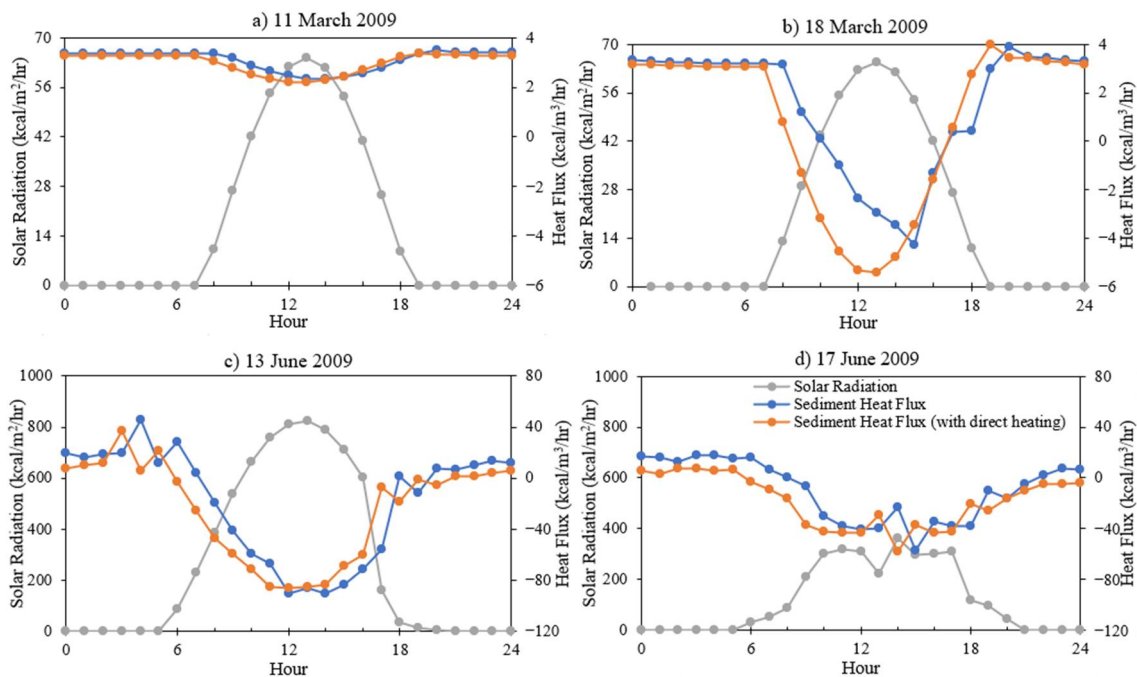 a) 11 March 2009
Solar Radiation (kcal/m²/hr)
70
56
42
28
14
0
4
2
0
−2
−4
−6
Heat Flux (kcal/m³/hr)
0 6 12 18 24
Hour
b) 18 March 2009
Solar Radiation (kcal/m²/hr)
70
56
42
28
14
0
4
2
0
−2
−4
−6
Heat Flux (kcal/m³/hr)
0 6 12 18 24
Hour
c) 13 June 2009
Solar Radiation (kcal/m²/hr)
1000
800
600
400
200
0
80
40
0
−40
−80
−120
Heat Flux (kcal/m³/hr)
0 6 12 18 24
Hour
d) 17 June 2009
Solar Radiation
Sediment Heat Flux
Sediment Heat Flux (with direct heating)
Solar Radiation (kcal/m²/hr)
1000
800
600
400
200
0
80
40
0
−40
−80
−120
Heat Flux (kcal/m³/hr)
0 6 12 18 24
Hour